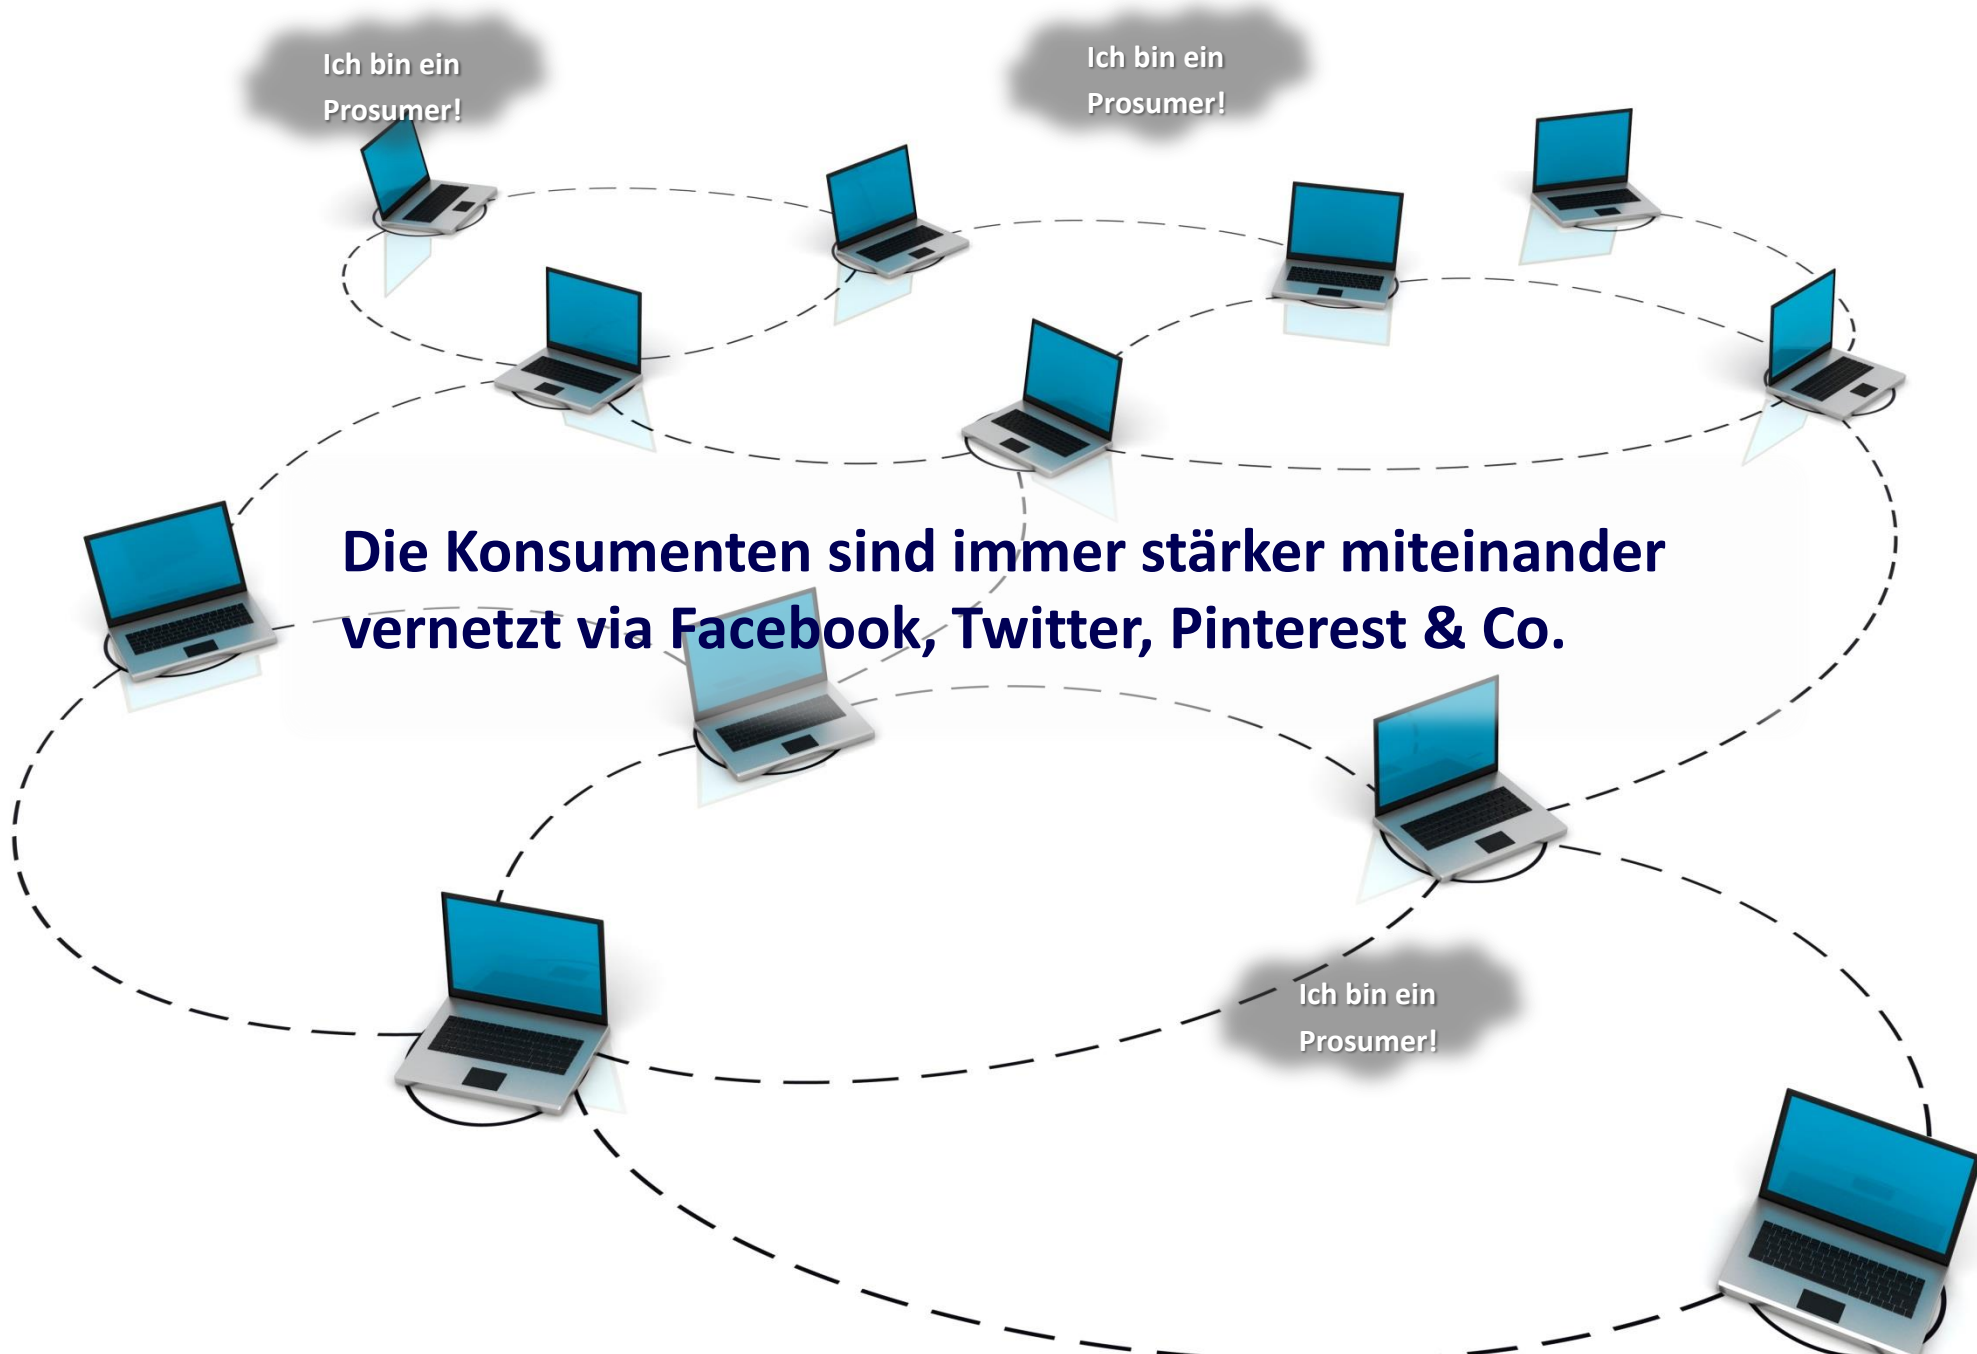 Ich bin ein
Prosumer!
Ich bin ein
Prosumer!
Die Konsumenten sind immer stärker miteinander
vernetzt via Facebook, Twitter, Pinterest & Co.
Ich bin ein
Prosumer!